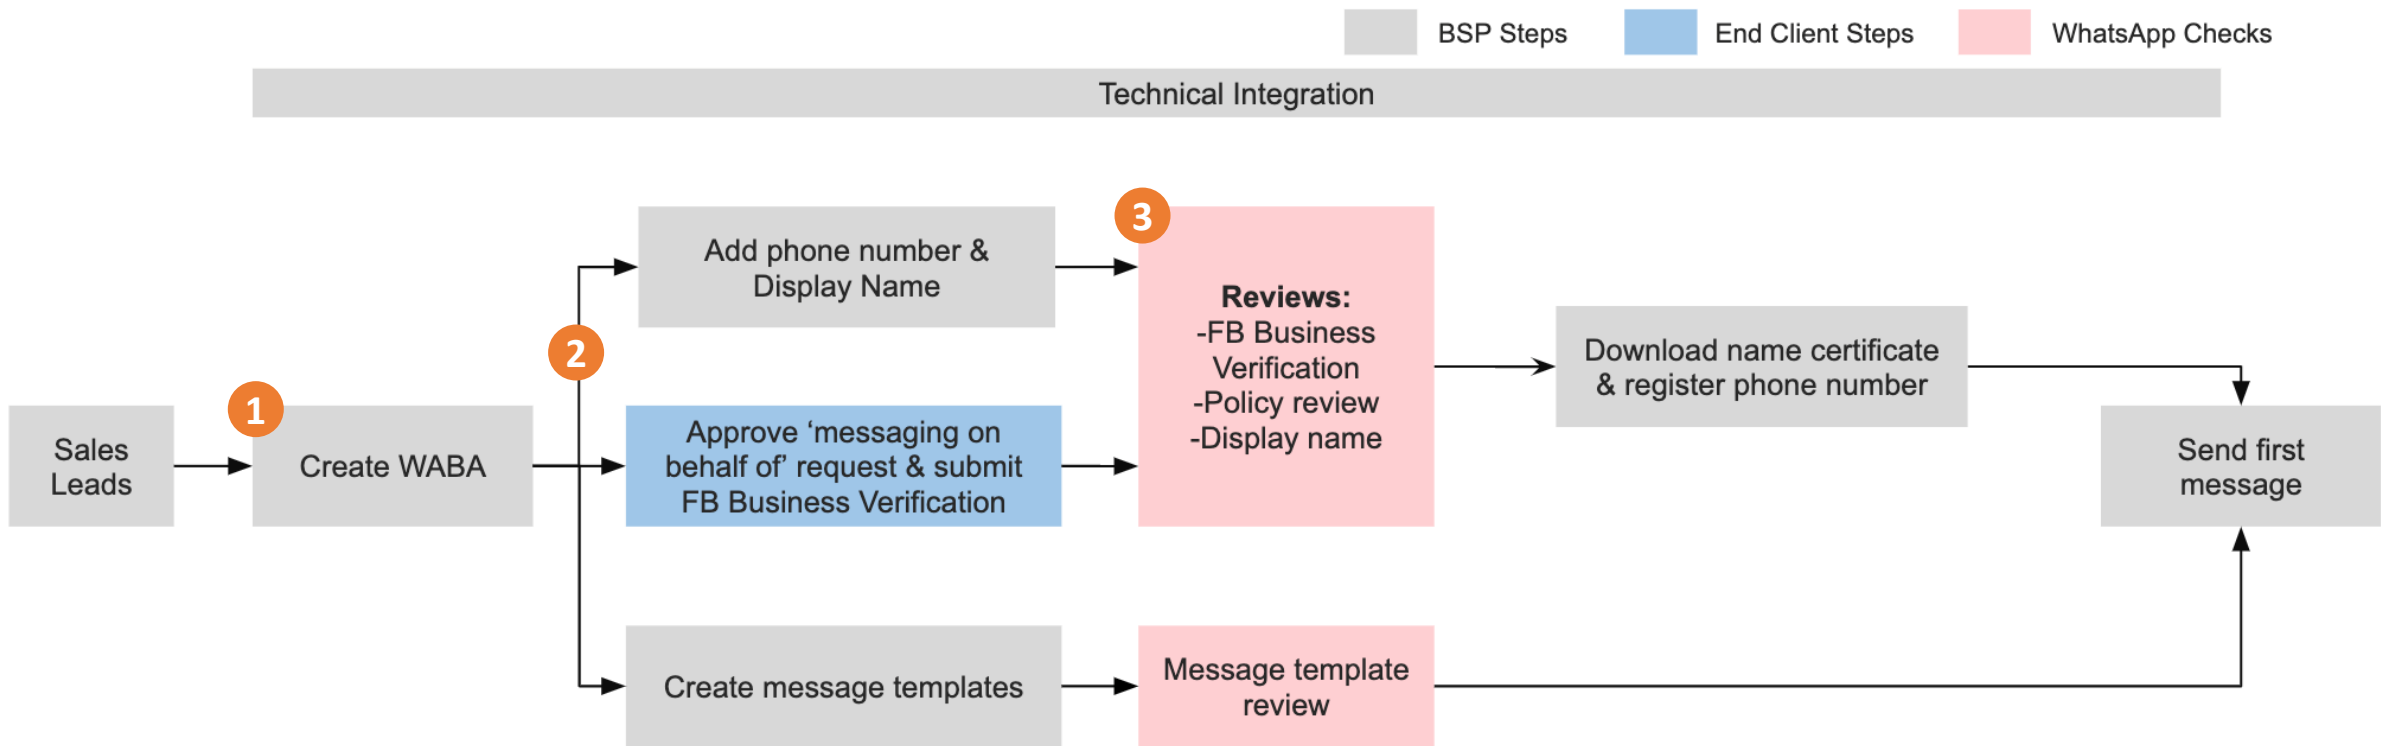 BSP Steps
End Client Steps
WhatsApp Checks
Technical Integration
Sales
Leads
1
Create WABA
2
Add phone number &
Display Name
Approve ‘messaging on
behalf of’ request & submit
FB Business Verification
Create message templates
3
Reviews:
-FB Business
Verification
-Policy review
-Display name
Message template
review
Download name certificate
& register phone number
Send first
message